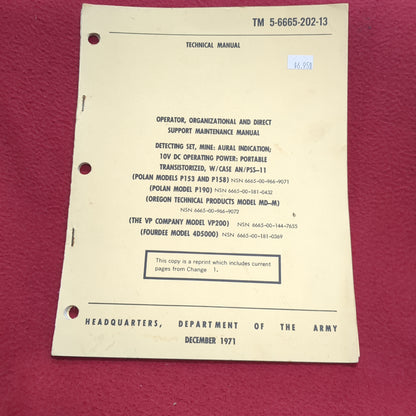 TM 5-6665-202-13
TECHNICAL MANUAL
$6.95
OPERATOR, ORGANIZATIONAL AND DIRECT
SUPPORT MAINTENANCE MANUAL
DETECTING SET, MINE: AURAL INDICATION;
10V DC OPERATING POWER: PORTABLE
TRANSISTORIZED, W/CASE AN/PSS-11
(POLAN MODELS P153 AND P158) NSN 6665-00-966-9071
(POLAN MODEL P190) NSN 6665-00-181-0432
(OREGON TECHNICAL PRODUCTS MODEL MD-M)
NSN 6665-00-966-9072
(THE VP COMPANY MODEL VP200) NSN 6665-00-144-7655
(FOURDEE MODEL 4D5000) NSN 6665-00-181-0369
This copy is a reprint which includes current
pages from Change 1.
HEADQUARTERS, DEPARTMENT OF THE ARMY
DECEMBER 1971